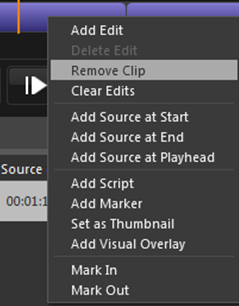 Add Edit
Delete Edit
Remove Clip
Clear Edits
Add Source at Start
Add Source at End
Add Source at Playhead
Source
Add Script
00:01:1
Add Marker
Set as Thumbnail
Add Visual Overlay
Mark In
Mark Out